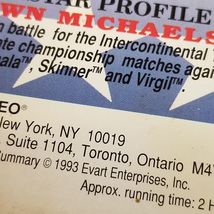 STAR PROFILE
WN MICHAELS
n battle for the Intercontinental
ate championship matches agai
ala™, Skinner™ and Virgil™.
EO®
New York, NY 10019
, Suite 1104, Toronto, Ontario M4
ummary © 1993 Evart Enterprises, Inc.
Approx. running time: 2 H